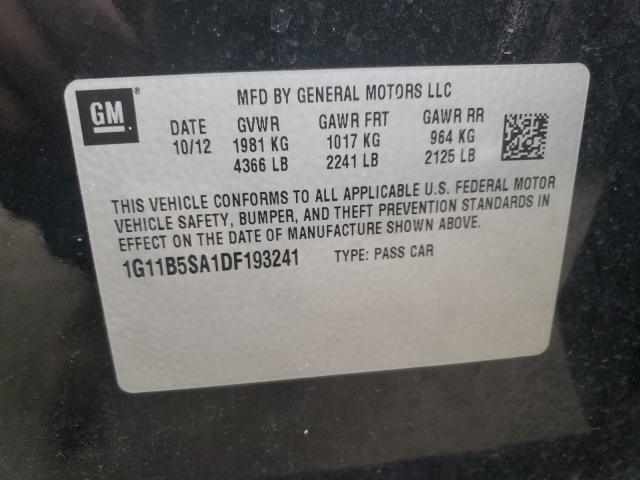 GM®
MFD BY GENERAL MOTORS LLC
DATE GVWR GAWR FRT GAWR RR
10/12 1981 KG 1017 KG 964 KG
4366 LB 2241 LB 2125 LB
THIS VEHICLE CONFORMS TO ALL APPLICABLE U.S. FEDERAL MOTOR
VEHICLE SAFETY, BUMPER, AND THEFT PREVENTION STANDARDS IN
EFFECT ON THE DATE OF MANUFACTURE SHOWN ABOVE.
1G11B5SA1DF193241 TYPE: PASS CAR